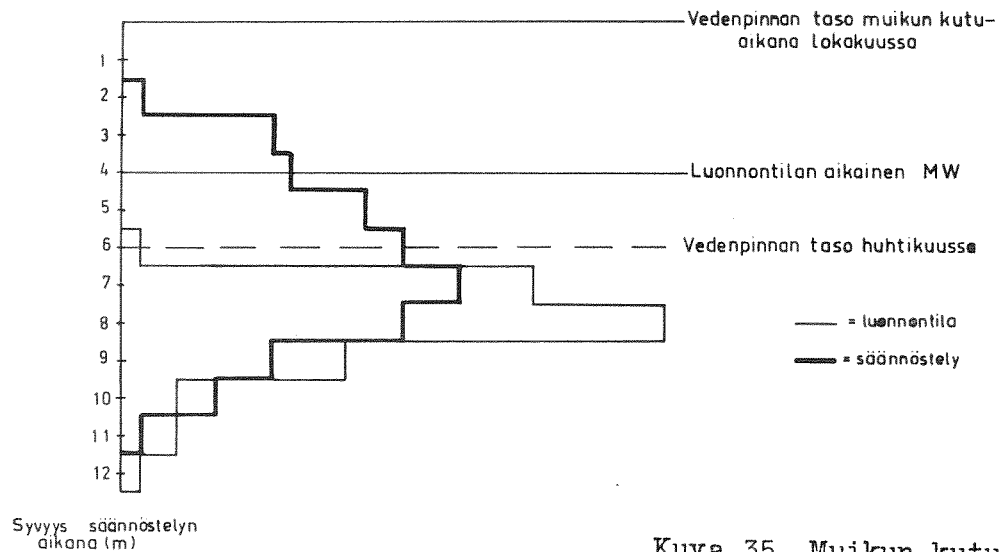 Vedenpinnan taso muikun kutu-
aikana lokakuussa
1
2
3
4
Luonnontilan aikainen MW
5
6
Vedenpinnan taso huhtikuussa
7
8
= luonnontila
9
= säännöstely
10
11
12
Syvyys säännöstelyn
aikana (m)
Kuva 35. Muikun kutu